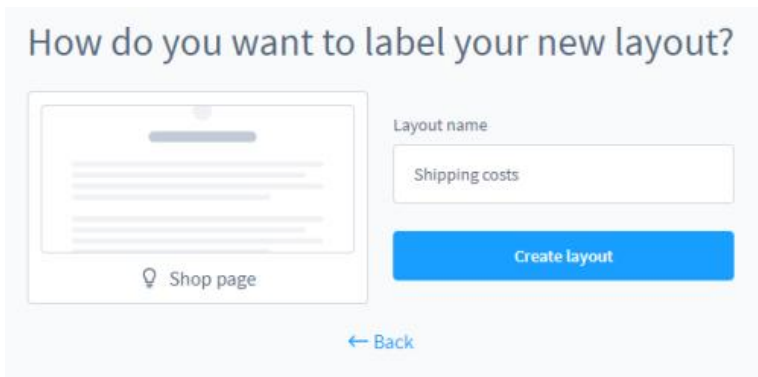 How do you want to label your new layout?
Layout name
Shipping costs
Create layout
Shop page
← Back